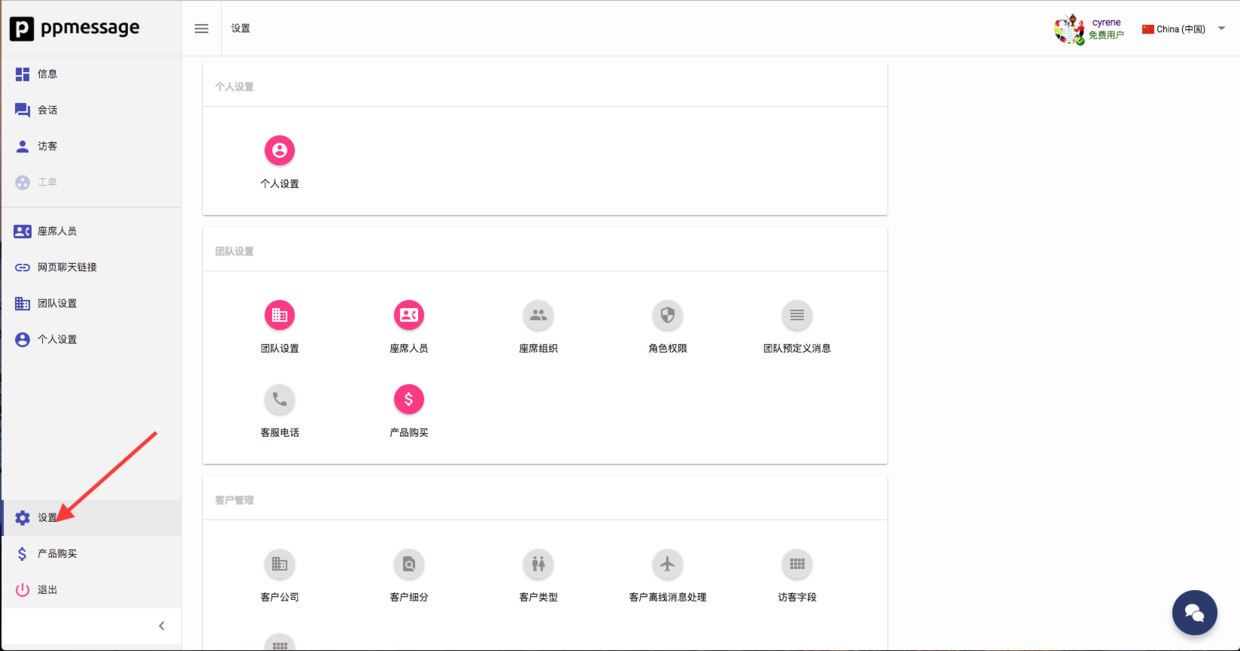 ppmessage
设置
cyrene
免费用户
China (中国)
信息
会话
访客
工单
座席人员
网页聊天链接
团队设置
个人设置
设置
产品购买
退出
个人设置
个人设置
团队设置
团队设置
座席人员
座席组织
角色权限
团队预定义消息
客服电话
产品购买
客户管理
客户公司
客户细分
客户类型
客户离线消息处理
访客字段